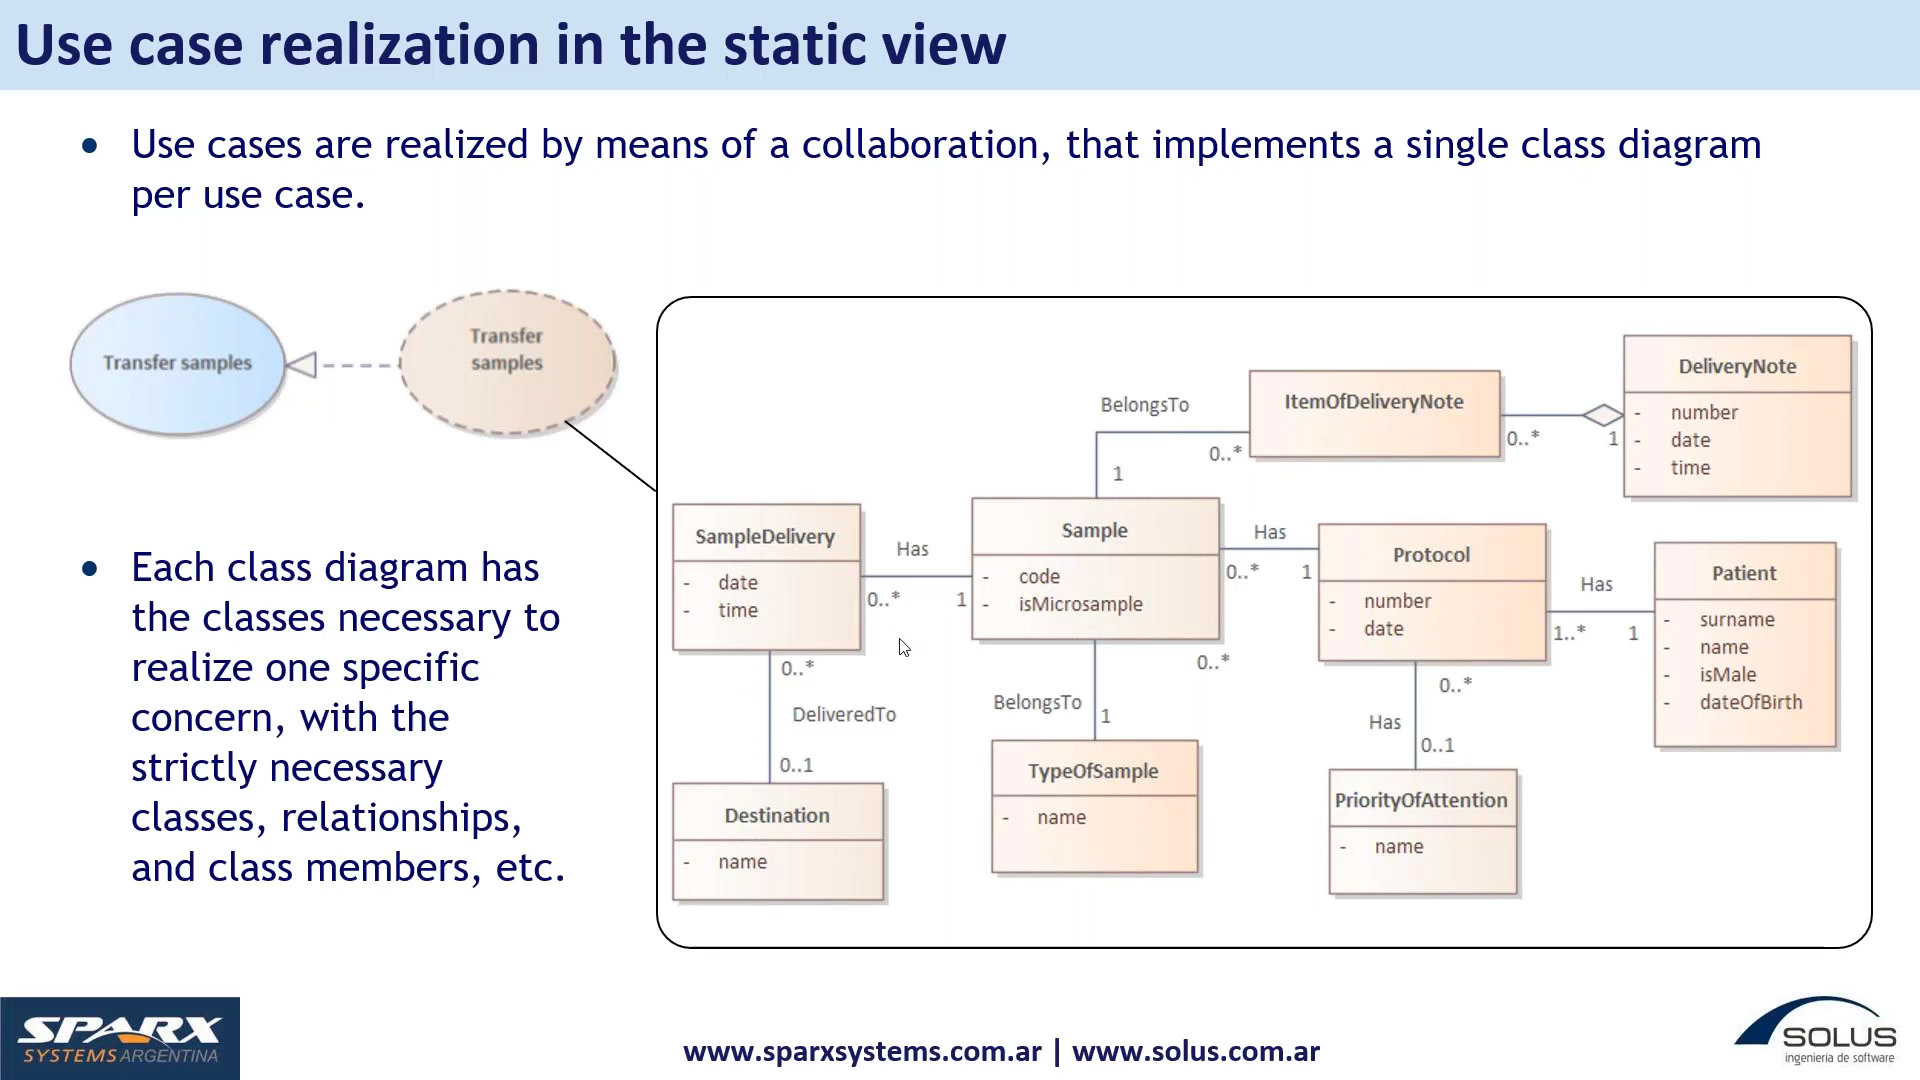 Use case realization in the static view
• Use cases are realized by means of a collaboration, that implements a single class diagram
per use case.
Transfer samples
Transfer
samples
• Each class diagram has
the classes necessary to
realize one specific
concern, with the
strictly necessary
classes, relationships,
and class members, etc.
DeliveryNote
- number
- date
- time
ItemOfDeliveryNote
BelongsTo
0..*
1
0..*
1
SampleDelivery
- date
- time
Has
0..*
1
Sample
- code
- isMicrosample
Has
0..*
1
Protocol
- number
- date
Has
1..*
1
Patient
- surname
- name
- isMale
- dateOfBirth
0..*
DeliveredTo
0..1
Destination
- name
0..*
BelongsTo
1
TypeOfSample
- name
0..*
Has
0..1
PriorityOfAttention
- name
SPARX
SYSTEMS ARGENTINA
www.sparxsystems.com.ar | www.solus.com.ar
SOLUS
ingenieria de software